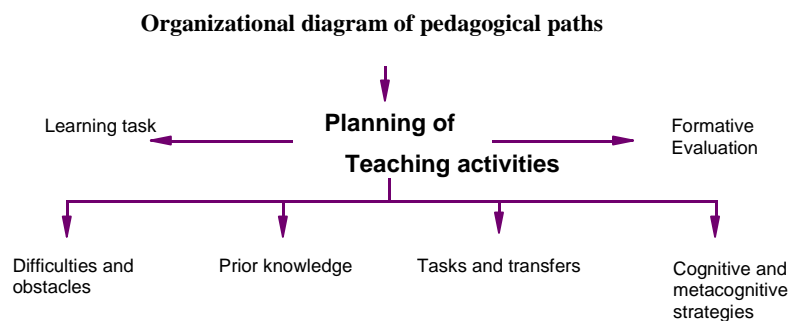 Organizational diagram of pedagogical paths
Learning task
Planning of
Teaching activities
Formative
Evaluation
Difficulties and
obstacles
Prior knowledge
Tasks and transfers
Cognitive and
metacognitive
strategies